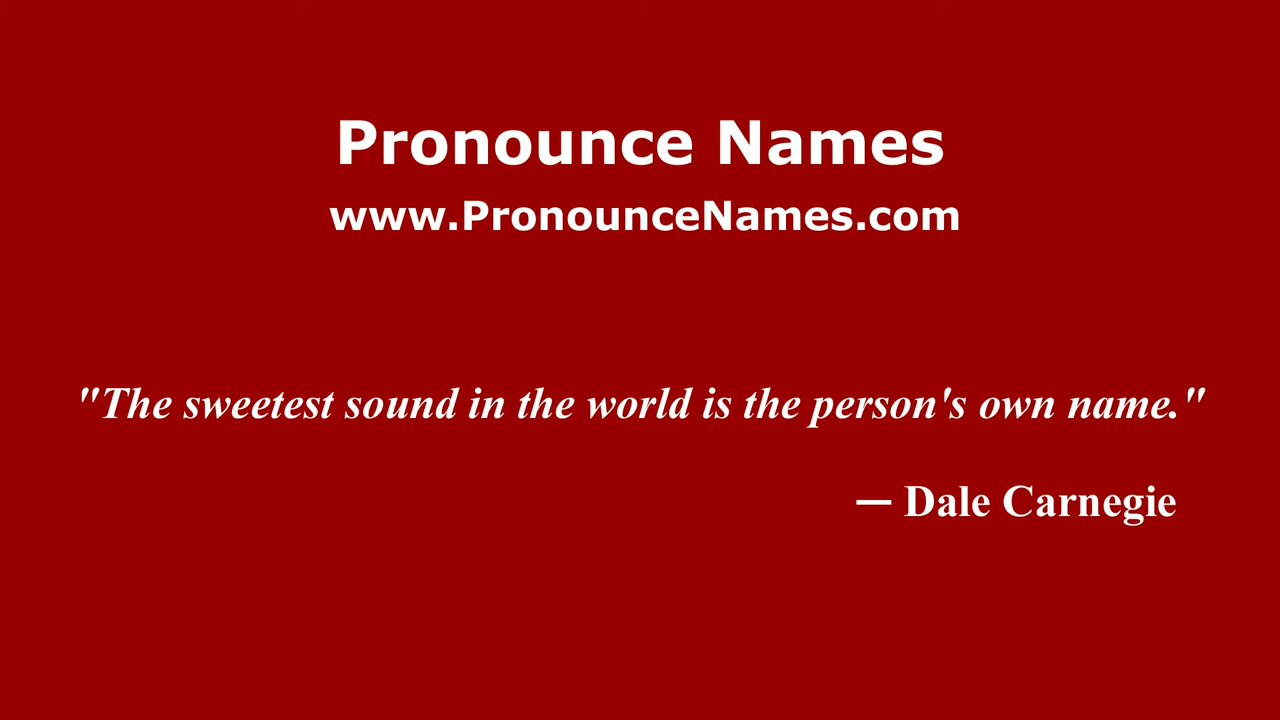 Pronounce Names
www.PronounceNames.com
"The sweetest sound in the world is the person's own name."
— Dale Carnegie